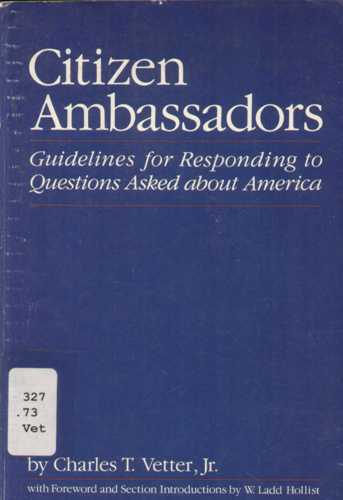 Citizen
Ambassadors
Guidelines for Responding to
Questions Asked about America
327
.73
Vet
by Charles T. Vetter, Jr.
with Foreword and Section Introductions by W. Ladd Hollist